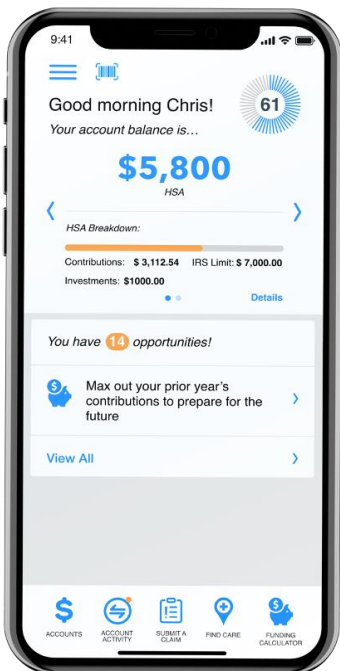 9:41
Good morning Chris!
61
Your account balance is...
$5,800
HSA
HSA Breakdown:
Contributions: $ 3,112.54 IRS Limit: $ 7,000.00
Investments: $1000.00
Details
You have 14 opportunities!
Max out your prior year's
contributions to prepare for the
future
View All
ACCOUNTS
ACCOUNT
ACTIVITY
SUBMIT A
CLAIM
FIND CARE
FUNDING
CALCULATOR